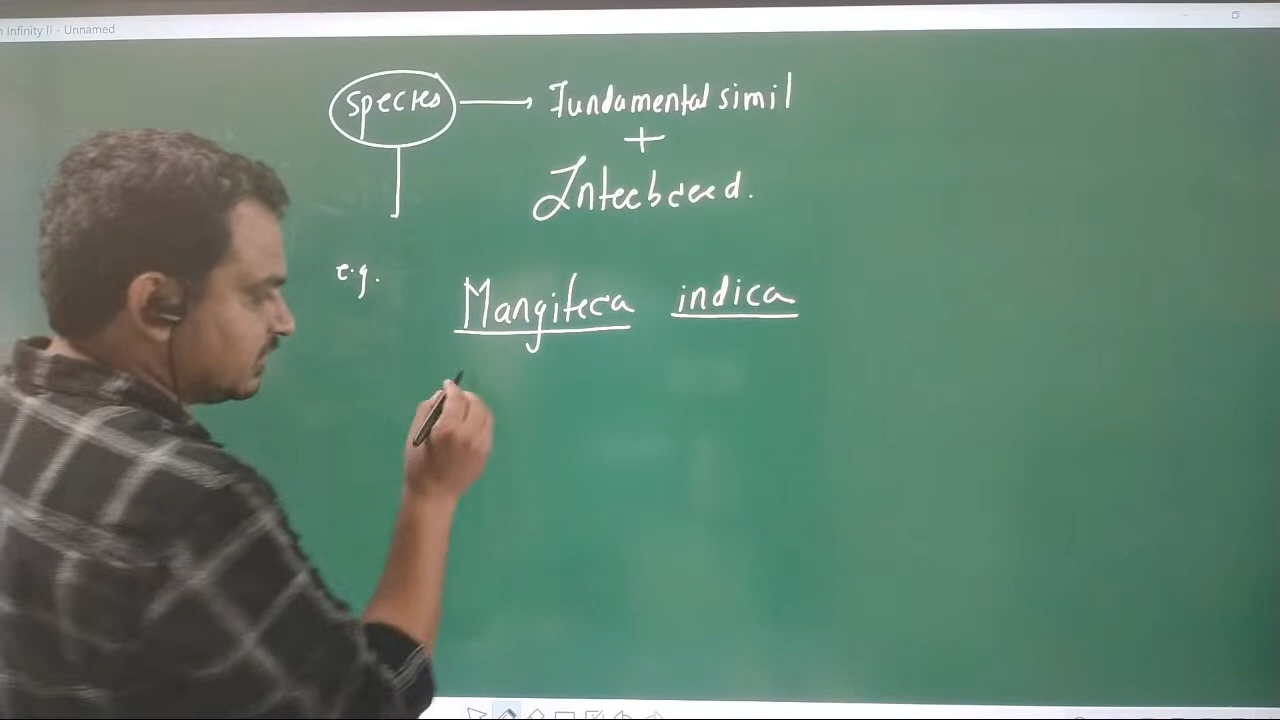 Infinity II - Unnamed
Species → Fundamental simil
+
Interbreed.
e.g.
Mangifera indica